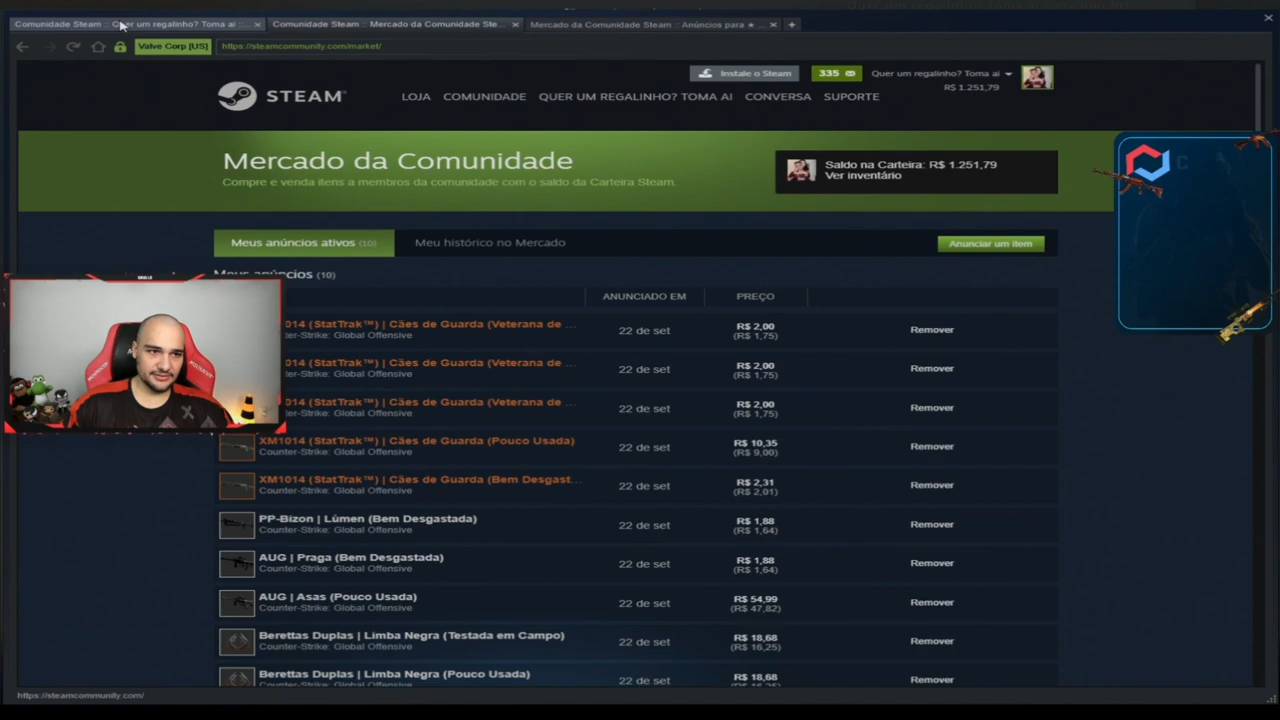 Comunidade Steam :: Quer um regalinho? Toma ai ::...
Comunidade Steam :: Mercado da Comunidade Ste...
Mercado da Comunidade Steam :: Anúncios para ★ ...
Valve Corp [US]
https://steamcommunity.com/market/
STEAM
Instale o Steam
335
Quer um regalinho? Toma ai
R$ 1.251,79
LOJA COMUNIDADE QUER UM REGALINHO? TOMA AI CONVERSA SUPORTE
Mercado da Comunidade
Compre e venda itens a membros da comunidade com o saldo da Carteira Steam.
Saldo na Carteira: R$ 1.251,79
Ver inventário
Meus anúncios ativos (10)
Meu histórico no Mercado
Anunciar um item
Meus anúncios (10)
ANUNCIADO EM PREÇO
1014 (StatTrak™) | Cães de Guarda (Veterana de ...
Counter-Strike: Global Offensive
22 de set
R$ 2,00
(R$ 1,75)
Remover
1014 (StatTrak™) | Cães de Guarda (Veterana de ...
Counter-Strike: Global Offensive
22 de set
R$ 2,00
(R$ 1,75)
Remover
1014 (StatTrak™) | Cães de Guarda (Veterana de ...
Counter-Strike: Global Offensive
22 de set
R$ 2,00
(R$ 1,75)
Remover
XM1014 (StatTrak™) | Cães de Guarda (Pouco Usada)
Counter-Strike: Global Offensive
22 de set
R$ 10,35
(R$ 9,00)
Remover
XM1014 (StatTrak™) | Cães de Guarda (Bem Desgast...
Counter-Strike: Global Offensive
22 de set
R$ 2,31
(R$ 2,01)
Remover
PP-Bizon | Lúmen (Bem Desgastada)
Counter-Strike: Global Offensive
22 de set
R$ 1,88
(R$ 1,64)
Remover
AUG | Praga (Bem Desgastada)
Counter-Strike: Global Offensive
22 de set
R$ 1,88
(R$ 1,64)
Remover
AUG | Asas (Pouco Usada)
Counter-Strike: Global Offensive
22 de set
R$ 54,99
(R$ 47,82)
Remover
Berettas Duplas | Limba Negra (Testada em Campo)
Counter-Strike: Global Offensive
22 de set
R$ 18,68
(R$ 16,25)
Remover
Berettas Duplas | Limba Negra (Pouco Usada)
Counter-Strike: Global Offensive
22 de set
R$ 18,68
Remover
https://steamcommunity.com/